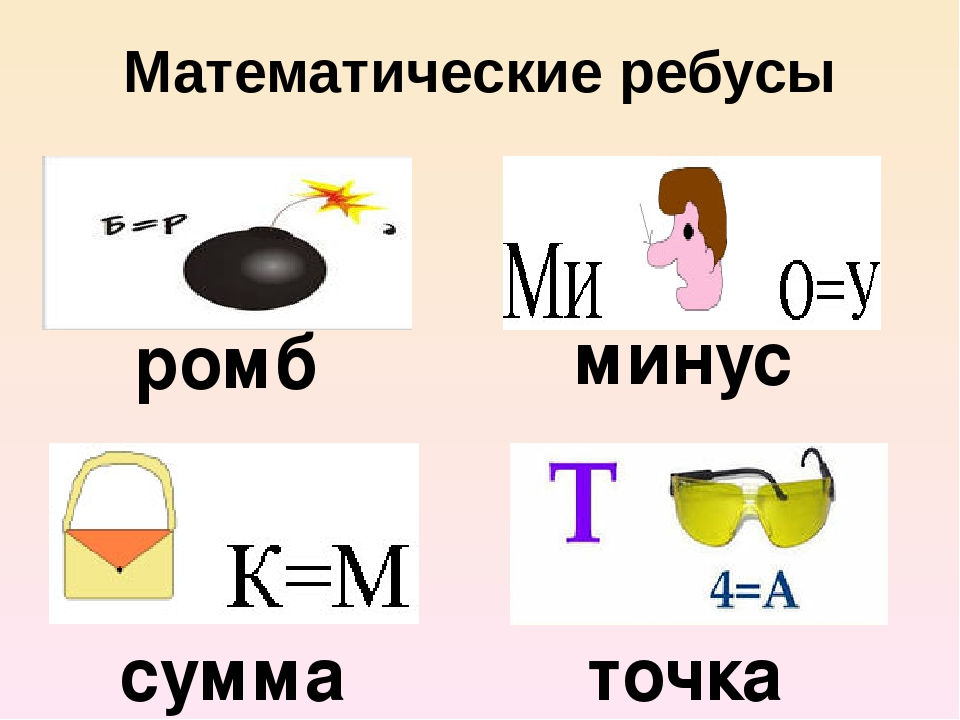 Математические ребусы
Б=Р ,
Ми О=У
ромб минус
К=М
Т
4=А
сумма точка